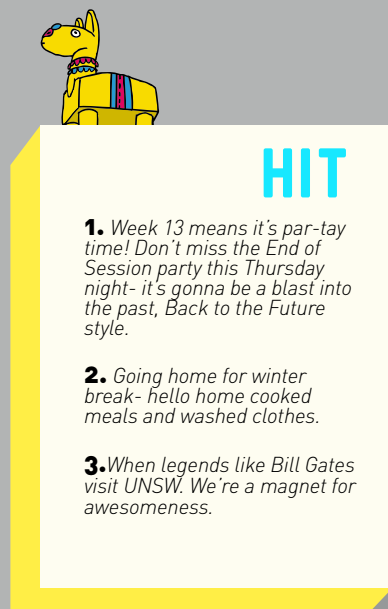 HIT
1. Week 13 means it's par-tay
time! Don't miss the End of
Session party this Thursday
night- it's gonna be a blast into
the past, Back to the Future
style.
2. Going home for winter
break- hello home cooked
meals and washed clothes.
3.When legends like Bill Gates
visit UNSW. We're a magnet for
awesomeness.